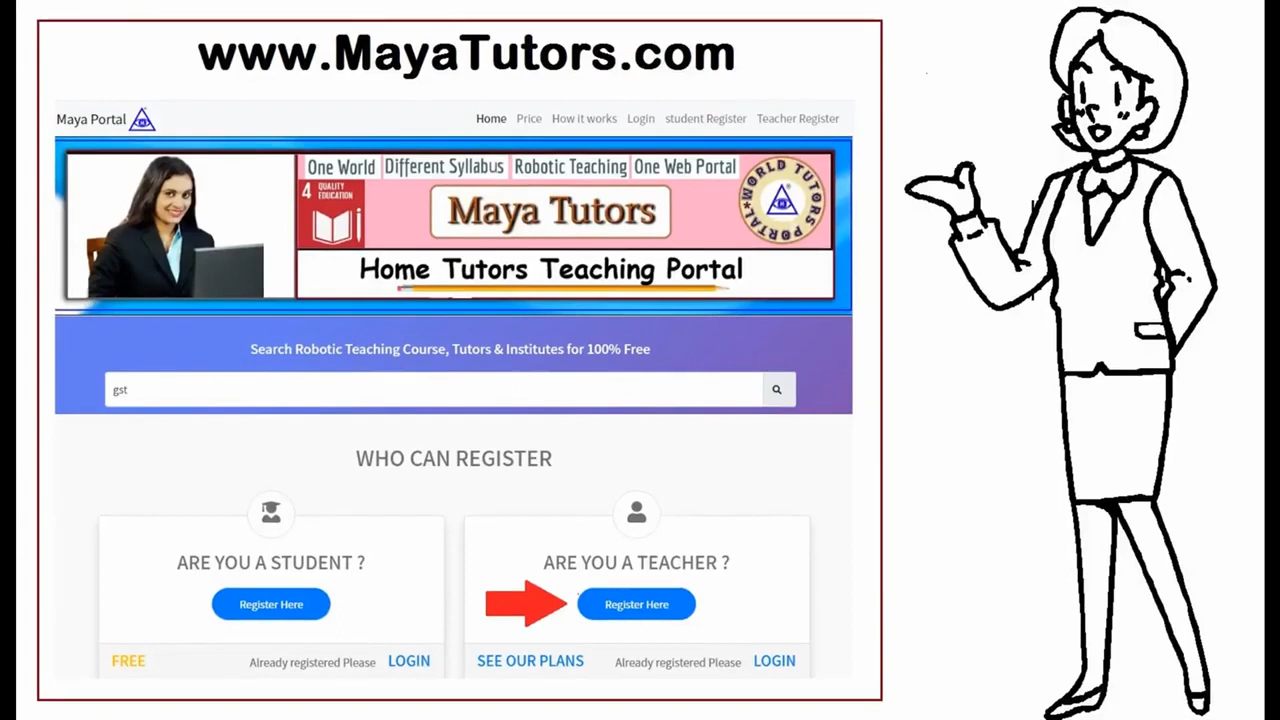 www.MayaTutors.com
Maya Portal
Home Price How it works Login student Register Teacher Register
One World Different Syllabus Robotic Teaching One Web Portal
4 QUALITY EDUCATION
Maya Tutors
WORLD TUTORS PORTAL
Home Tutors Teaching Portal
Search Robotic Teaching Course, Tutors & Institutes for 100% Free
gst
WHO CAN REGISTER
ARE YOU A STUDENT ?
Register Here
FREE Already registered Please LOGIN
ARE YOU A TEACHER ?
Register Here
SEE OUR PLANS Already registered Please LOGIN